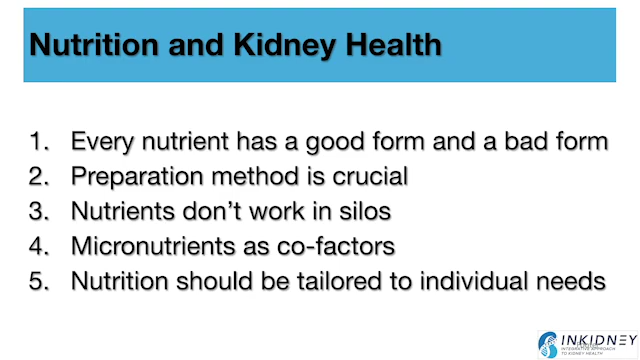 Nutrition and Kidney Health
1. Every nutrient has a good form and a bad form
2. Preparation method is crucial
3. Nutrients don't work in silos
4. Micronutrients as co-factors
5. Nutrition should be tailored to individual needs
INKIDNEY
INTEGRATIVE APPROACH
TO KIDNEY HEALTH